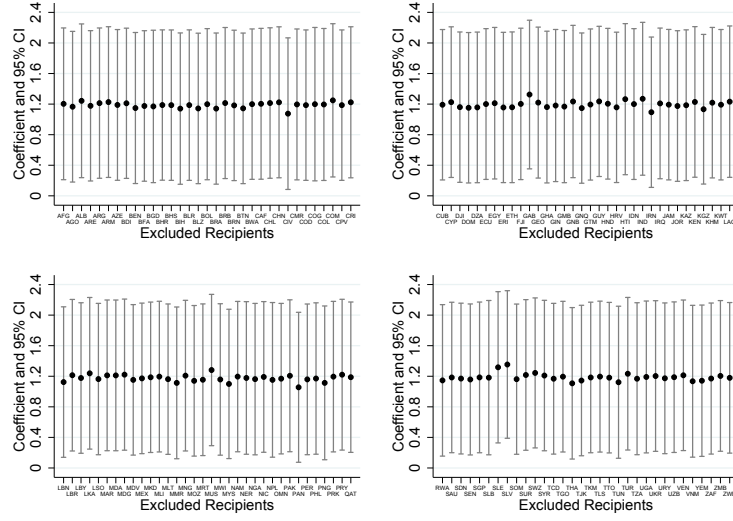 2.4
2
1.6
1.2
0.8
0.4
0
Coefficient and 95% CI
AFG ALB ARG AZE BEN BGD BHS BLR BOL BRB BTN CAF CHN CMR COG COM CRI
AGO ARE ARM BDI BFA BHR BIH BLZ BRA BRN BWA CHL CIV COD COL CPV
Excluded Recipients
2.4
2
1.6
1.2
0.8
0.4
0
Coefficient and 95% CI
CUB DJI DZA EGY ETH GAB GHA GMB GNQ GUY HRV IDN IRN JAM KAZ KGZ KWT
CYP DOM ECU ERI FJI GEO GIN GNB GTM HND HTI IND IRQ JOR KEN KHM LAO
Excluded Recipients
2.4
2
1.6
1.2
0.8
0.4
0
Coefficient and 95% CI
LBN LBY LSO MDA MDV MKD MLT MNG MRT MWI NAM NGA NPL PAK PER PNG PRY
LBR LKA MAR MDG MEX MLI MMR MOZ MUS MYS NER NIC OMN PAN PHL PRK QAT
Excluded Recipients
2.4
2
1.6
1.2
0.8
0.4
0
Coefficient and 95% CI
RWA SDN SGP SLE SOM SWZ TCD THA TKM TTO TUR UGA URY VEN YEM ZMB
SAU SEN SLB SLV SUR SYR TGO TJK TLS TUN TZA UKR UZB VNM ZAF ZWE
Excluded Recipients